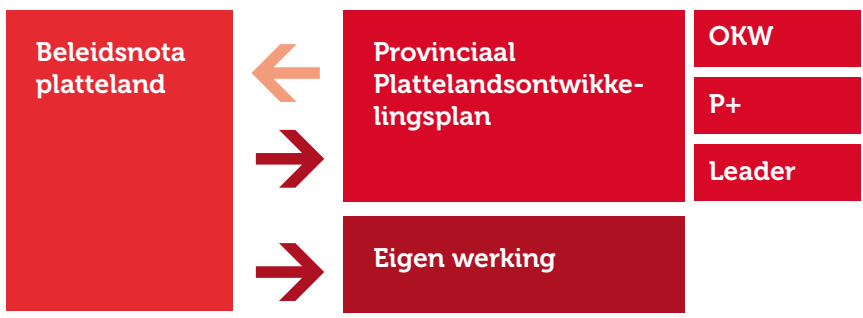 Beleidsnota
platteland
Provinciaal
Plattelandsontwikke-
lingsplan
OKW
P+
Leader
Eigen werking